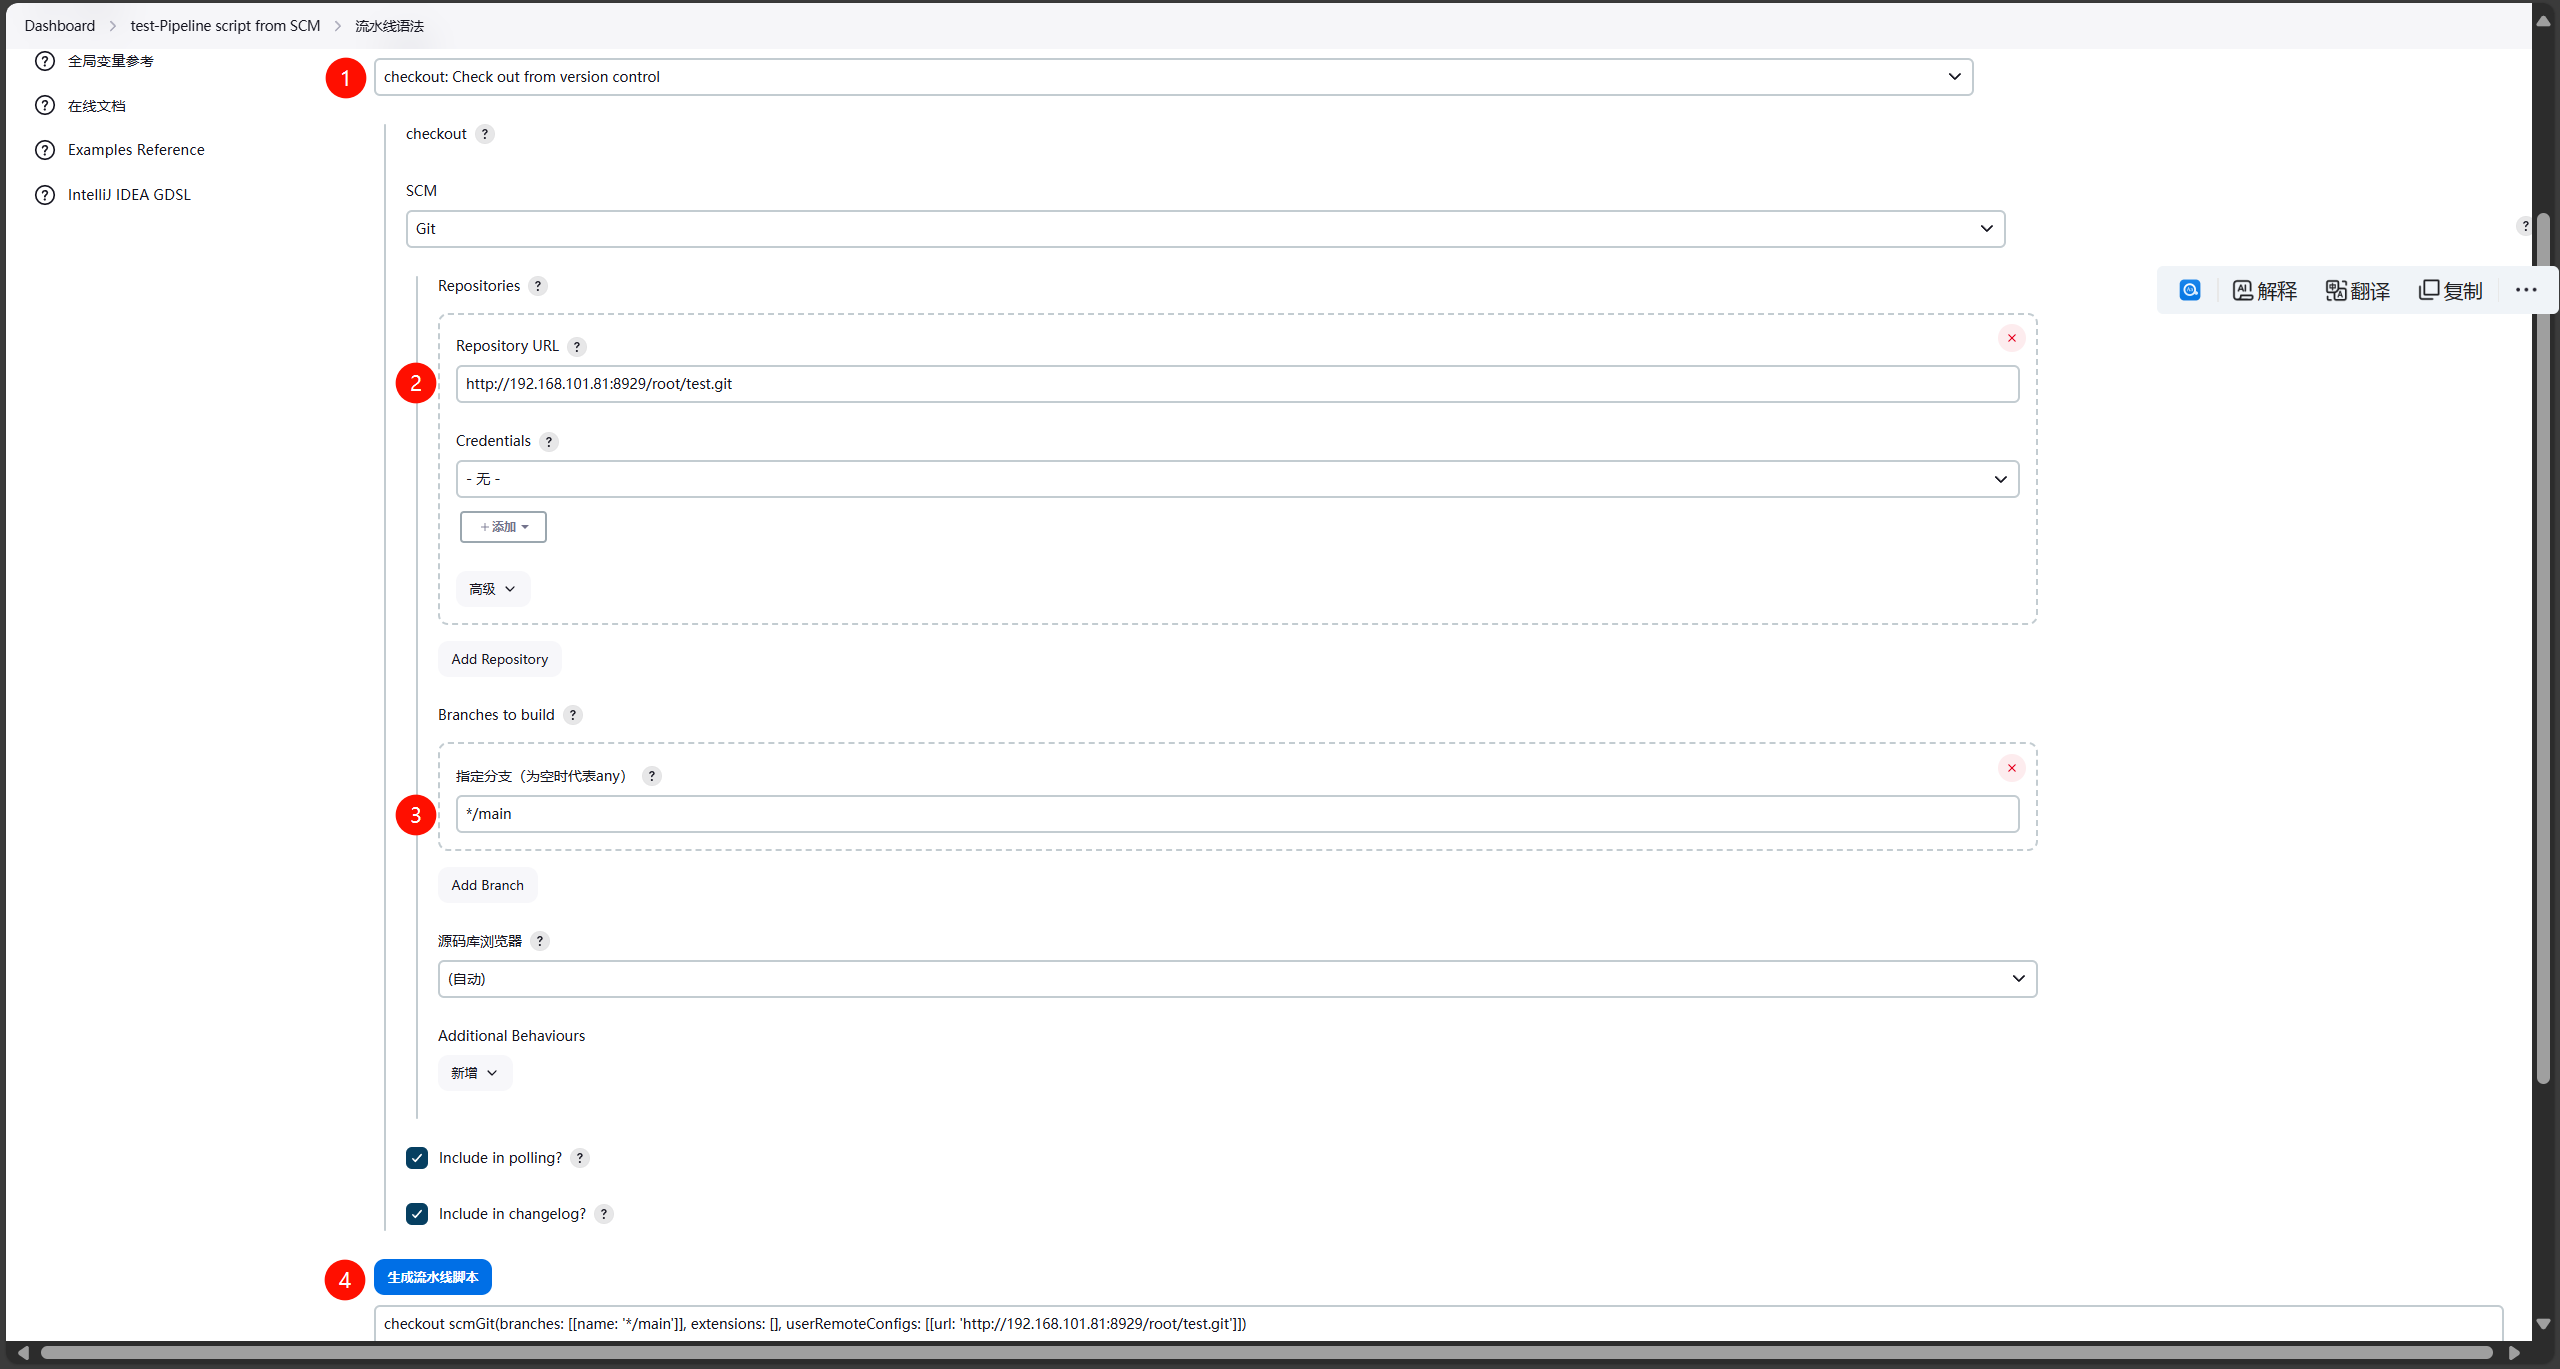 Dashboard > test-Pipeline script from SCM > 流水线语法
全局变量参考
在线文档
Examples Reference
IntelliJ IDEA GDSL
1
checkout: Check out from version control
checkout ?
SCM
Git
?
解释 翻译 复制 ...
Repositories ?
Repository URL ?
2
http://192.168.101.81:8929/root/test.git
Credentials ?
- 无 -
+添加
高级
Add Repository
Branches to build ?
指定分支（为空时代表any） ?
3
*/main
Add Branch
源码库浏览器 ?
(自动)
Additional Behaviours
新增
Include in polling? ?
Include in changelog? ?
4
生成流水线脚本
checkout scmGit(branches: [[name: '*/main']], extensions: [], userRemoteConfigs: [[url: 'http://192.168.101.81:8929/root/test.git']])